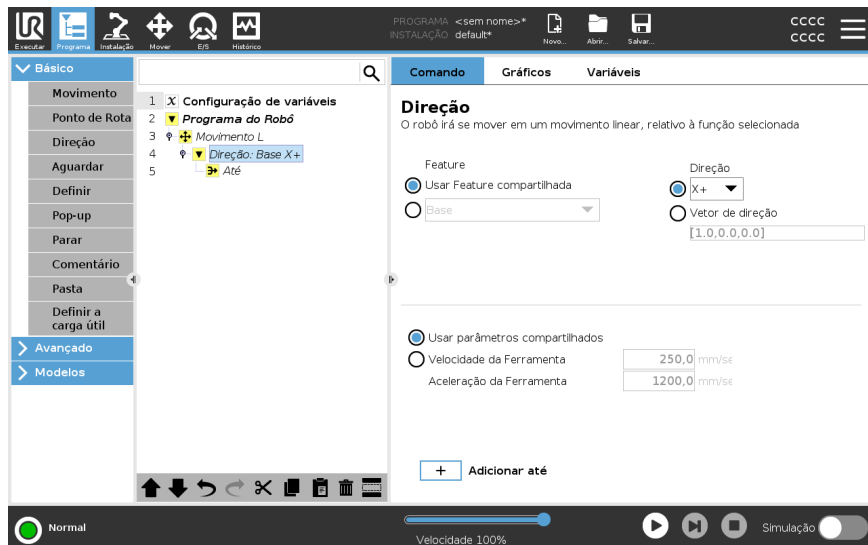 UR
Executar
Programa
Instalação
Mover
E/S
Histórico
PROGRAMA <sem nome>*
INSTALAÇÃO default*
Novo...
Abrir...
Salvar...
cccc
cccc
Básico
Movimento
Ponto de Rota
Direção
Aguardar
Definir
Pop-up
Parar
Comentário
Pasta
Definir a
carga útil
Avançado
Modelos
1 X Configuração de variáveis
2 Programa do Robô
3 Movimento L
4 Direção: Base X+
5 Até
Comando Gráficos Variáveis
Direção
O robô irá se mover em um movimento linear, relativo à função selecionada
Feature
Usar Feature compartilhada
Base
Direção
X+
Vetor de direção
[1.0,0.0,0.0]
Usar parâmetros compartilhados
Velocidade da Ferramenta 250,0 mm/se
Aceleração da Ferramenta 1200,0 mm/se
+ Adicionar até
Normal
Velocidade 100%
Simulação